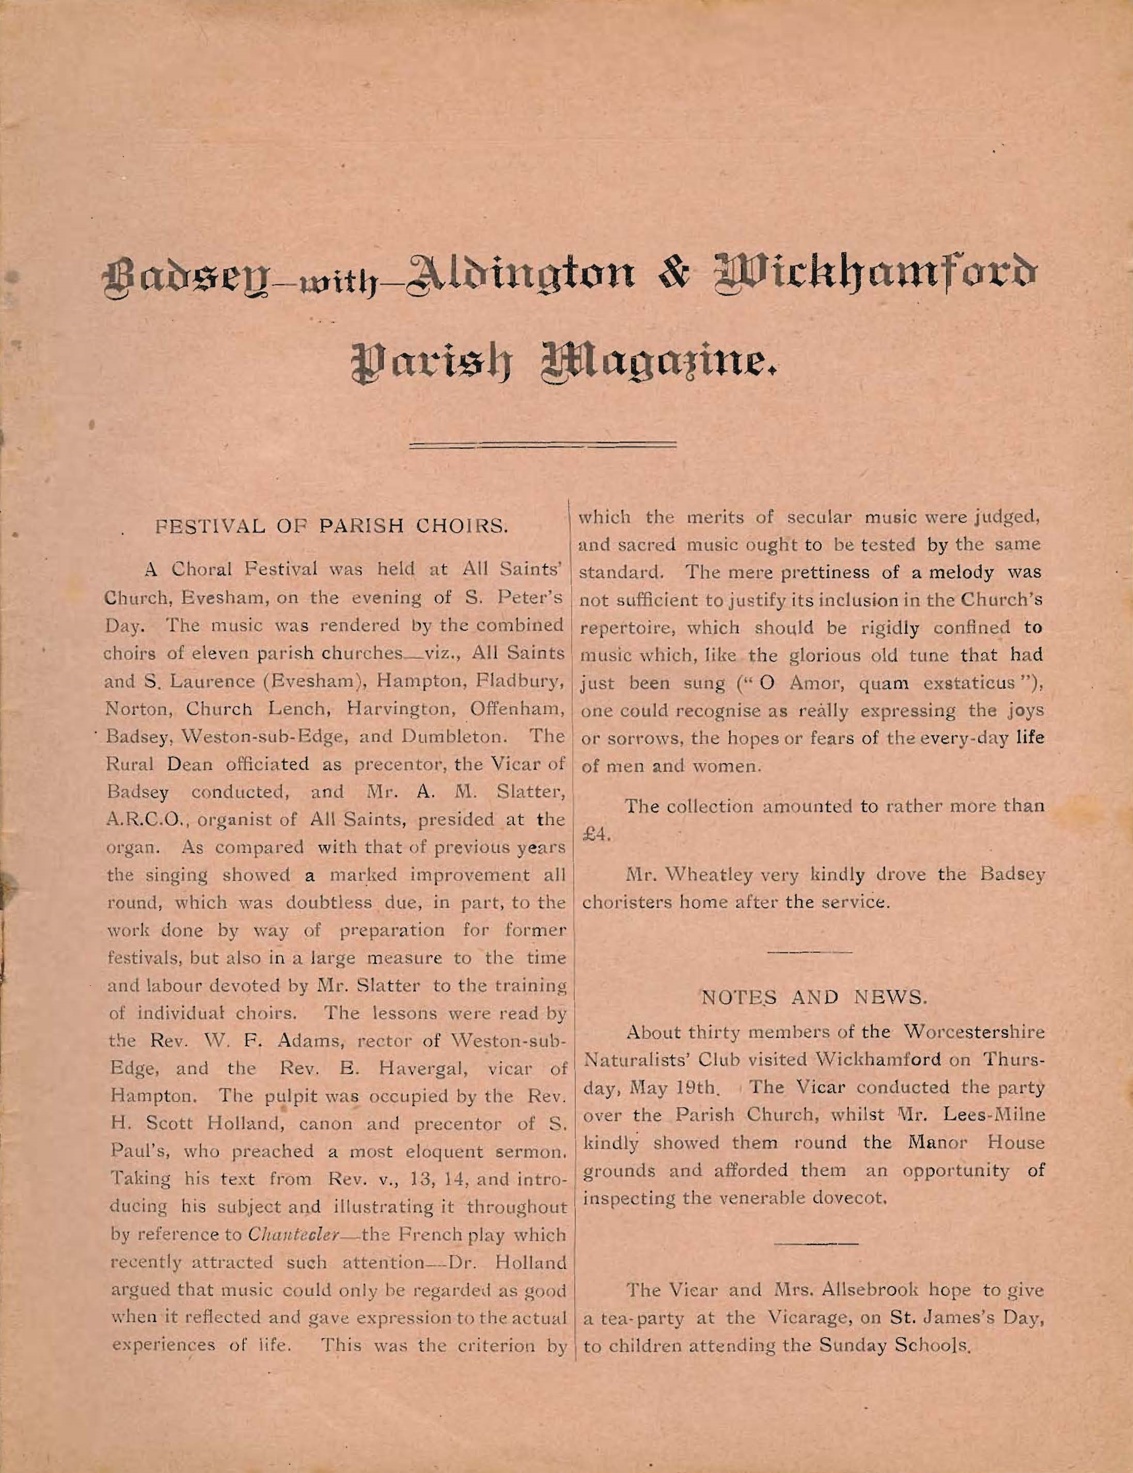 Badsey—with—Aldington & Wickhamford
Parish Magazine.
FESTIVAL OF PARISH CHOIRS.
A Choral Festival was held at All Saints'
Church, Evesham, on the evening of S. Peter's
Day. The music was rendered by the combined
choirs of eleven parish churches—viz., All Saints
and S. Laurence (Evesham), Hampton, Fladbury,
Norton, Church Lench, Harvington, Offenham,
Badsey, Weston-sub-Edge, and Dumbleton. The
Rural Dean officiated as precentor, the Vicar of
Badsey conducted, and Mr. A. M. Slatter,
A.R.C.O., organist of All Saints, presided at the
organ. As compared with that of previous years
the singing showed a marked improvement all
round, which was doubtless due, in part, to the
work done by way of preparation for former
festivals, but also in a large measure to the time
and labour devoted by Mr. Slatter to the training
of individual choirs. The lessons were read by
the Rev. W. F. Adams, rector of Weston-sub-
Edge, and the Rev. E. Havergal, vicar of
Hampton. The pulpit was occupied by the Rev.
H. Scott Holland, canon and precentor of S.
Paul's, who preached a most eloquent sermon.
Taking his text from Rev. v., 13, 14, and intro-
ducing his subject and illustrating it throughout
by reference to Chantecler—the French play which
recently attracted such attention—Dr. Holland
argued that music could only be regarded as good
when it reflected and gave expression to the actual
experiences of life. This was the criterion by
which the merits of secular music were judged,
and sacred music ought to be tested by the same
standard. The mere prettiness of a melody was
not sufficient to justify its inclusion in the Church's
repertoire, which should be rigidly confined to
music which, like the glorious old tune that had
just been sung (" O Amor, quam exstaticus "),
one could recognise as really expressing the joys
or sorrows, the hopes or fears of the every-day life
of men and women.
The collection amounted to rather more than
£4.
Mr. Wheatley very kindly drove the Badsey
choristers home after the service.
NOTES AND NEWS.
About thirty members of the Worcestershire
Naturalists' Club visited Wickhamford on Thurs-
day, May 19th. The Vicar conducted the party
over the Parish Church, whilst Mr. Lees-Milne
kindly showed them round the Manor House
grounds and afforded them an opportunity of
inspecting the venerable dovecot.
The Vicar and Mrs. Allsebrook hope to give
a tea-party at the Vicarage, on St. James's Day,
to children attending the Sunday Schools.